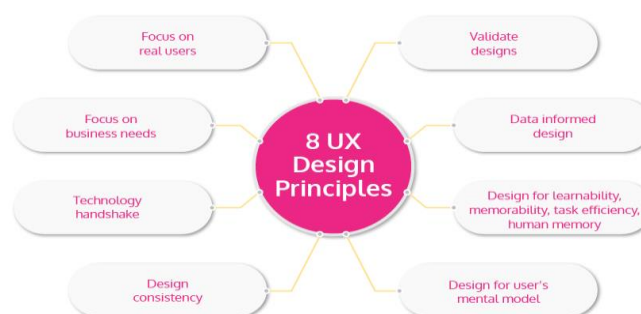 Focus on
real users
Validate
designs
Focus on
business needs
8 UX
Design
Principles
Data informed
design
Technology
handshake
Design for learnability,
memorability, task efficiency,
human memory
Design
consistency
Design for user's
mental model